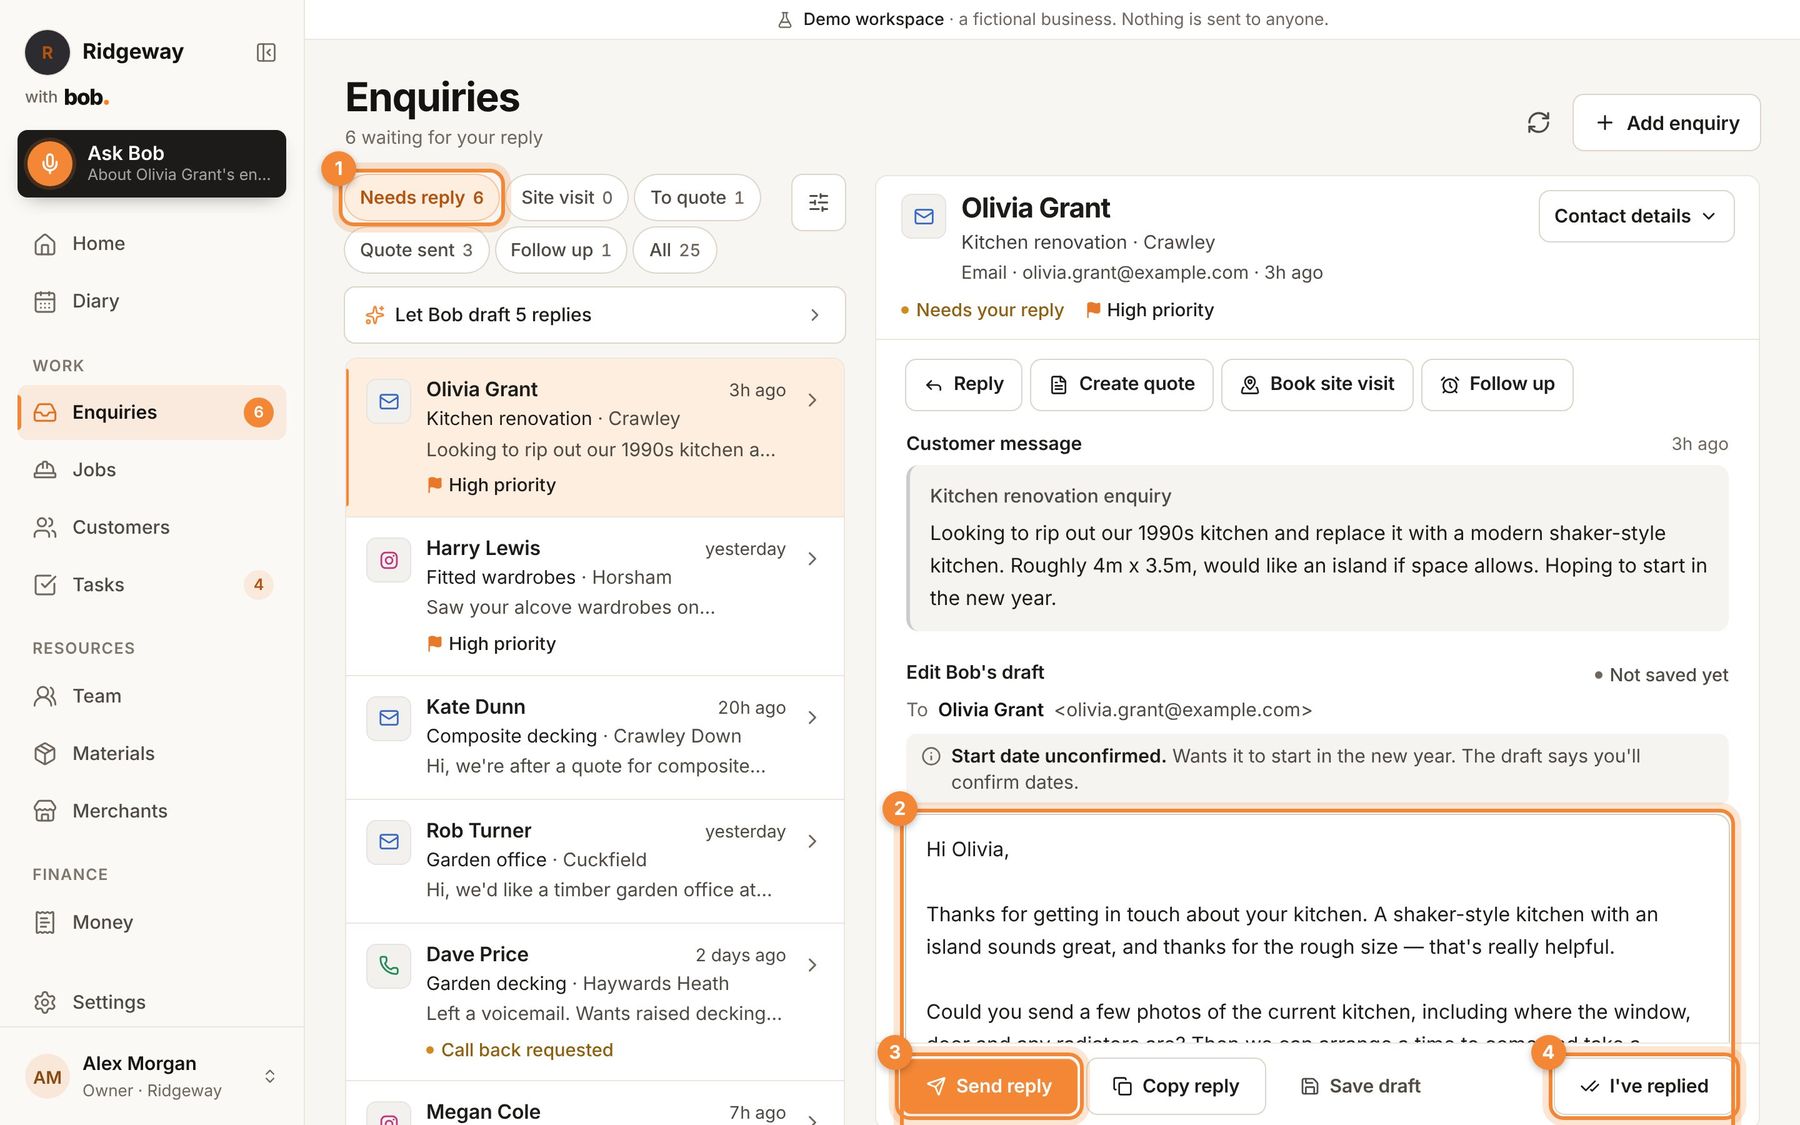 Demo workspace · a fictional business. Nothing is sent to anyone.
R
Ridgeway
with bob.
Ask Bob
About Olivia Grant's en...
Home
Diary
WORK
Enquiries 6
Jobs
Customers
Tasks 4
RESOURCES
Team
Materials
Merchants
FINANCE
Money
Settings
AM
Alex Morgan
Owner · Ridgeway
Enquiries
6 waiting for your reply
Add enquiry
1
Needs reply 6
Site visit 0
To quote 1
Quote sent 3
Follow up 1
All 25
Let Bob draft 5 replies
Olivia Grant 3h ago
Kitchen renovation · Crawley
Looking to rip out our 1990s kitchen a...
High priority
Harry Lewis yesterday
Fitted wardrobes · Horsham
Saw your alcove wardrobes on...
High priority
Kate Dunn 20h ago
Composite decking · Crawley Down
Hi, we're after a quote for composite...
Rob Turner yesterday
Garden office · Cuckfield
Hi, we'd like a timber garden office at...
Dave Price 2 days ago
Garden decking · Haywards Heath
Left a voicemail. Wants raised decking...
Call back requested
Megan Cole 7h ago
Olivia Grant
Kitchen renovation · Crawley
Email · olivia.grant@example.com · 3h ago
Contact details
Needs your reply High priority
Reply
Create quote
Book site visit
Follow up
Customer message 3h ago
Kitchen renovation enquiry
Looking to rip out our 1990s kitchen and replace it with a modern shaker-style
kitchen. Roughly 4m x 3.5m, would like an island if space allows. Hoping to start in
the new year.
Edit Bob's draft Not saved yet
To Olivia Grant <olivia.grant@example.com>
Start date unconfirmed. Wants it to start in the new year. The draft says you'll
confirm dates.
2
Hi Olivia,
Thanks for getting in touch about your kitchen. A shaker-style kitchen with an
island sounds great, and thanks for the rough size — that's really helpful.
Could you send a few photos of the current kitchen, including where the window,
door and any radiators are? Then we can arrange a time to come and take a
3
Send reply
Copy reply
Save draft
4
I've replied